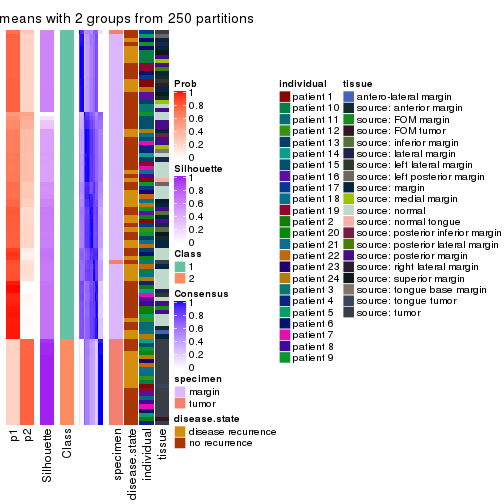 means with 2 groups from 250 partitions
Prob
1
0.8
0.6
0.4
0.2
0
Silhouette
1
0.8
0.6
0.4
0.2
0
Class
1
2
Consensus
1
0.8
0.6
0.4
0.2
0
specimen
margin
tumor
disease.state
disease recurrence
no recurrence
individual
patient 1
patient 10
patient 11
patient 12
patient 13
patient 14
patient 15
patient 16
patient 17
patient 18
patient 19
patient 2
patient 20
patient 21
patient 22
patient 23
patient 24
patient 3
patient 4
patient 5
patient 6
patient 7
patient 8
patient 9
tissue
antero-lateral margin
source: anterior margin
source: FOM margin
source: FOM tumor
source: inferior margin
source: lateral margin
source: left lateral margin
source: left posterior margin
source: margin
source: medial margin
source: normal
source: normal tongue
source: posterior inferior margin
source: posterior lateral margin
source: posterior margin
source: right lateral margin
source: superior margin
source: tongue base margin
source: tongue tumor
source: tumor
p1
p2
Silhouette
Class
specimen
disease.state
individual
tissue